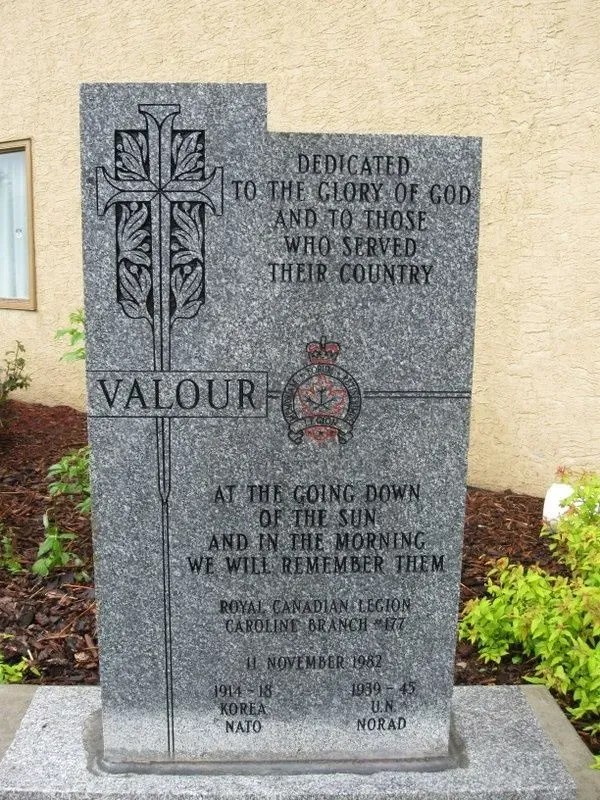 DEDICATED
TO THE GLORY OF GOD
AND TO THOSE
WHO SERVED
THEIR COUNTRY
VALOUR
LEGION
AT THE GOING DOWN
OF THE SUN
AND IN THE MORNING
WE WILL REMEMBER THEM
ROYAL CANADIAN LEGION
CAROLINE BRANCH #177
11 NOVEMBER 1982
1914-18 1939-45
KOREA U.N.
NATO NORAD